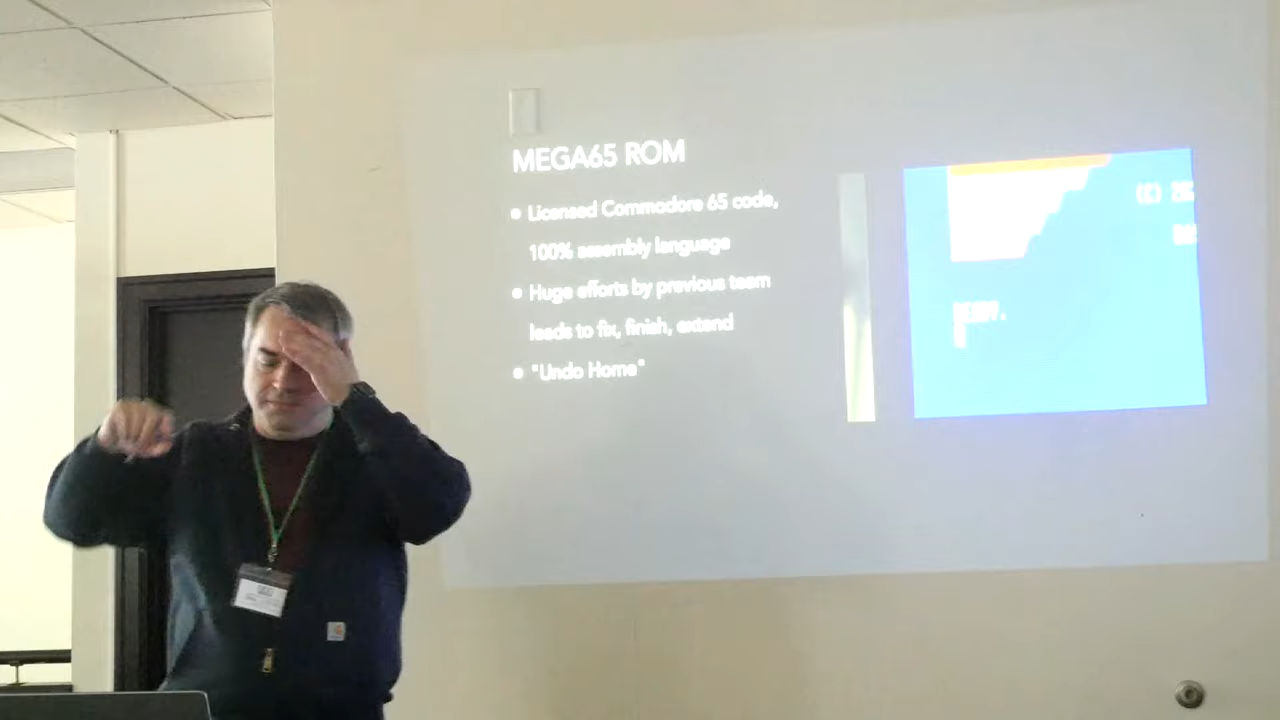 MEGA65 ROM
• Licensed Commodore 65 code,
100% assembly language
• Huge efforts by previous team
leads to fix, finish, extend
• "Undo Home"
(C)
READY.